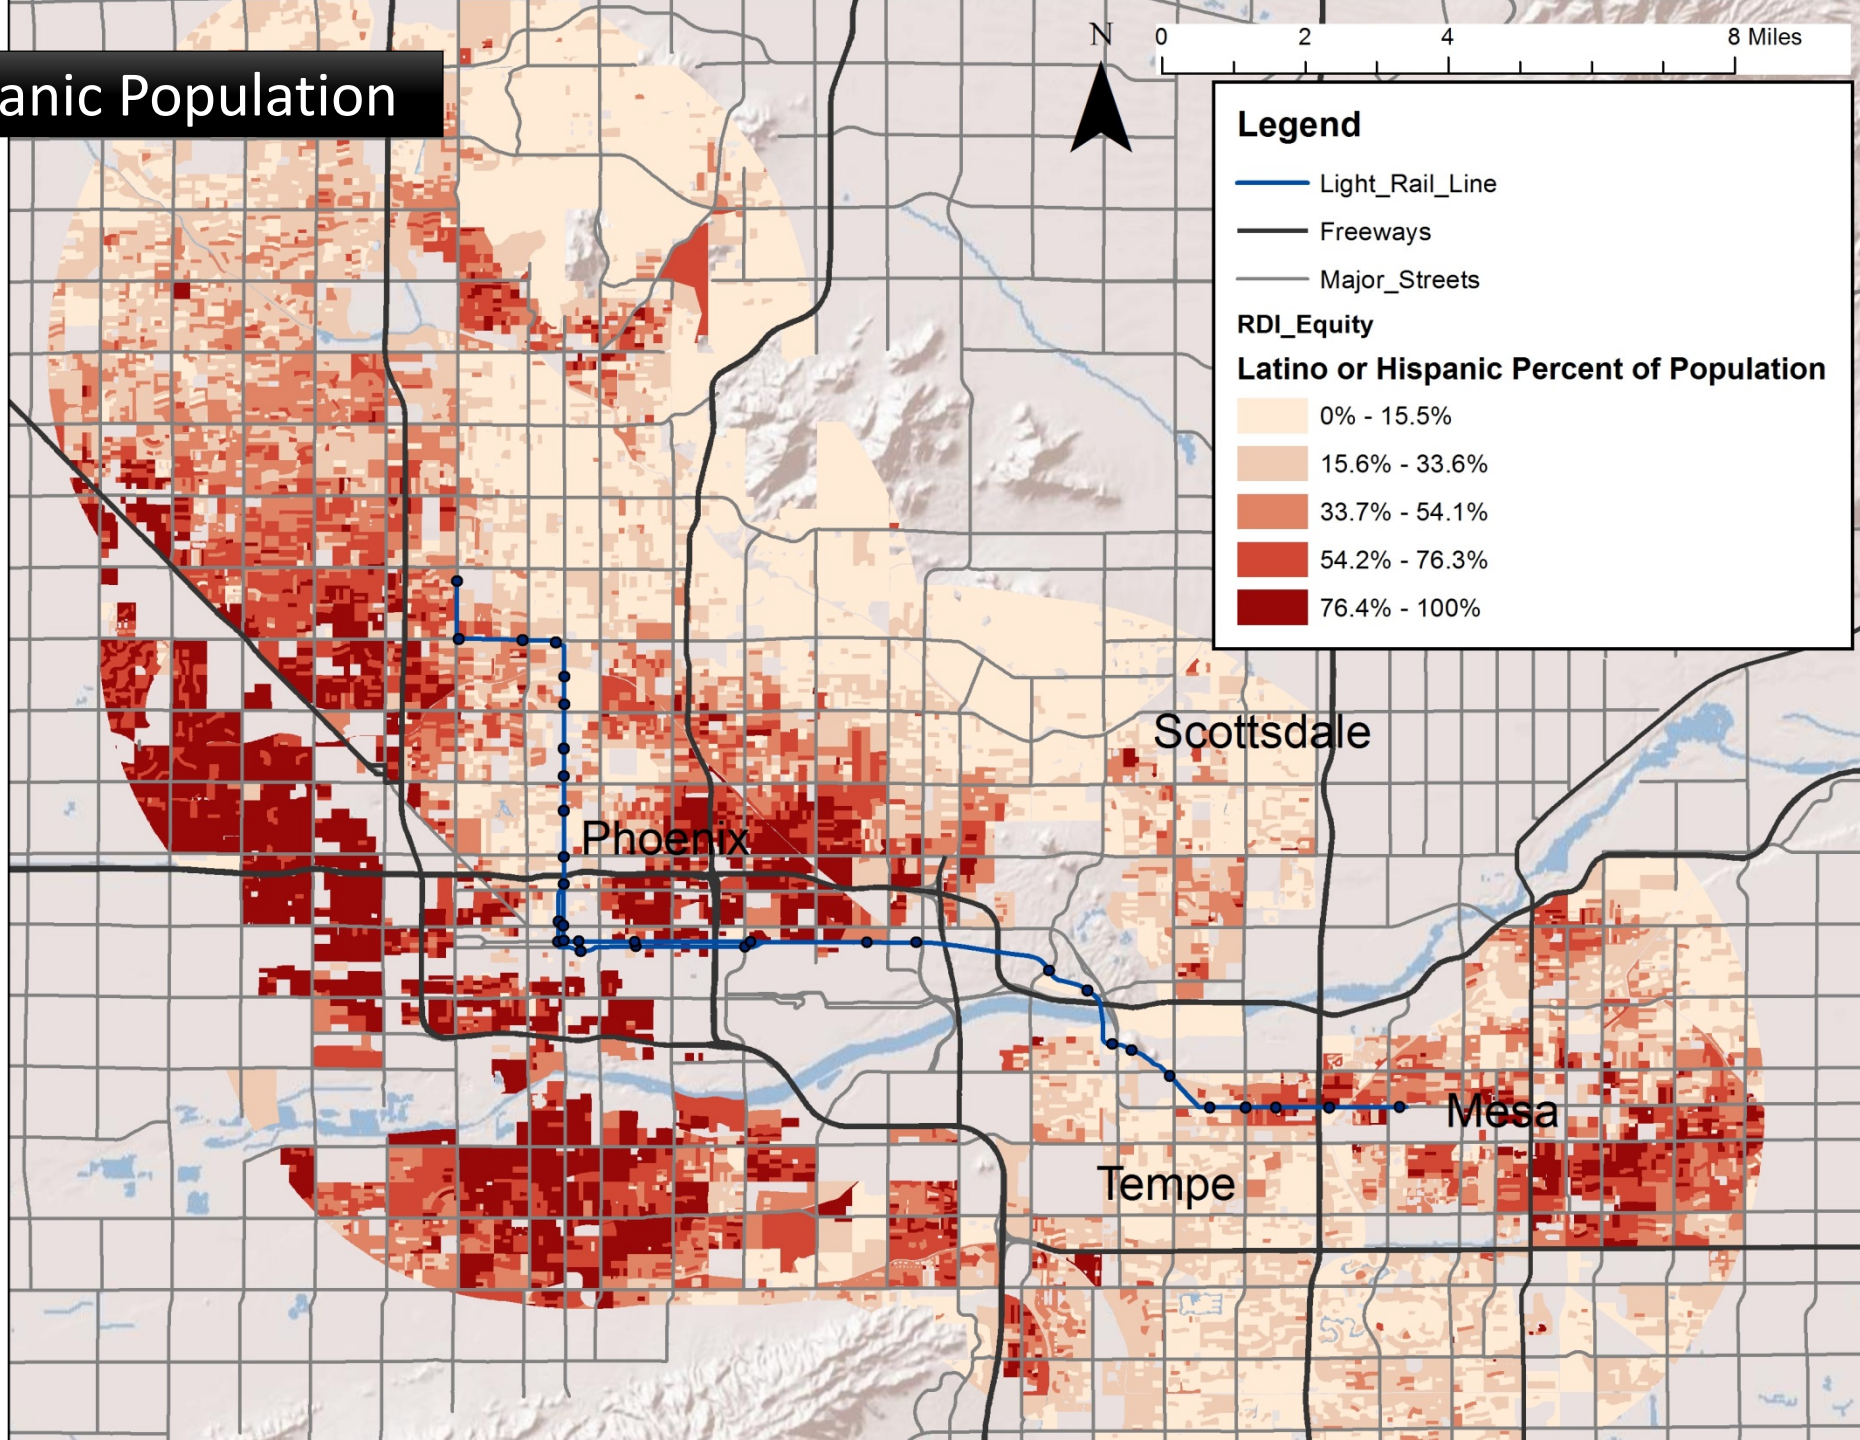 anic Population
N
0 2 4 8 Miles
Legend
Light_Rail_Line
Freeways
Major_Streets
RDI_Equity
Latino or Hispanic Percent of Population
0% - 15.5%
15.6% - 33.6%
33.7% - 54.1%
54.2% - 76.3%
76.4% - 100%
Scottsdale
Phoenix
Mesa
Tempe